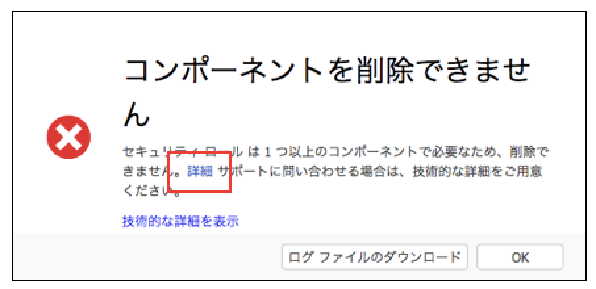 コンポーネントを削除できませ
ん
セキュリティ ロール は 1 つ以上のコンポーネントで必要なため、削除で
きません。詳細 サポートに問い合わせる場合は、技術的な詳細をご用意
ください。
技術的な詳細を表示
ログ ファイルのダウンロード
OK